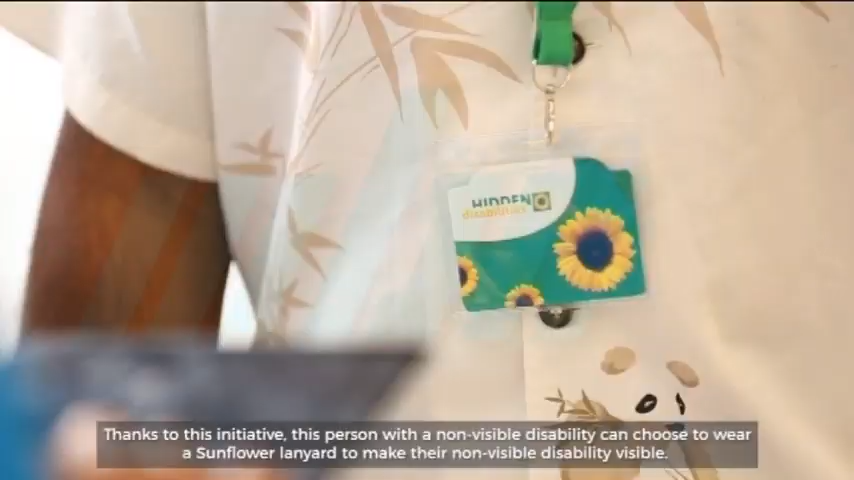 HIDDEN
disabilities
Thanks to this initiative, this person with a non-visible disability can choose to wear
a Sunflower lanyard to make their non-visible disability visible.